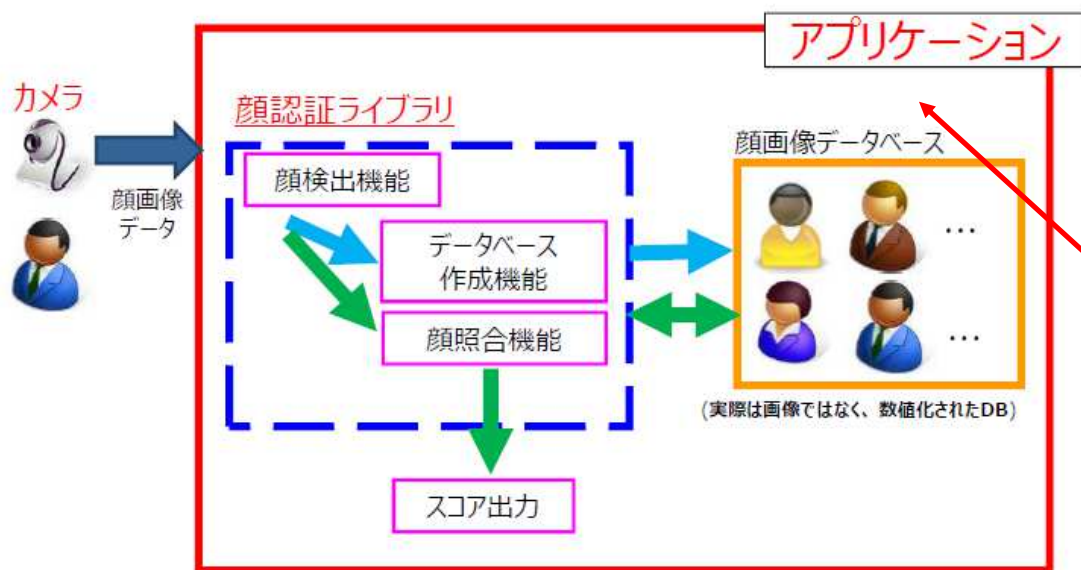 アプリケーション
カメラ
顔認証ライブラリ
顔画像データベース
顔検出機能
顔画像
データ
データベース
作成機能
…
顔照合機能
…
(実際は画像ではなく、数値化されたDB)
スコア出力